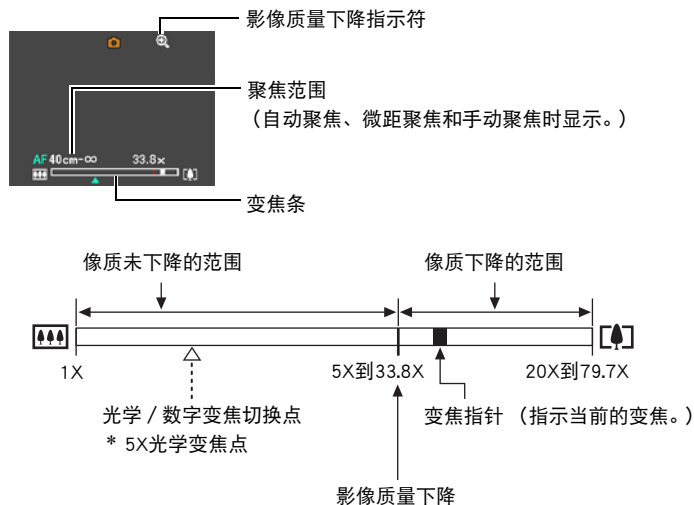 影像质量下降指示符
聚焦范围
（自动聚焦、微距聚焦和手动聚焦时显示。）
AF 40cm-∞ 33.8x
变焦条
像质未下降的范围 像质下降的范围
1X 5X到33.8X 20X到79.7X
光学 / 数字变焦切换点
* 5X光学变焦点
变焦指针 （指示当前的变焦。）
影像质量下降